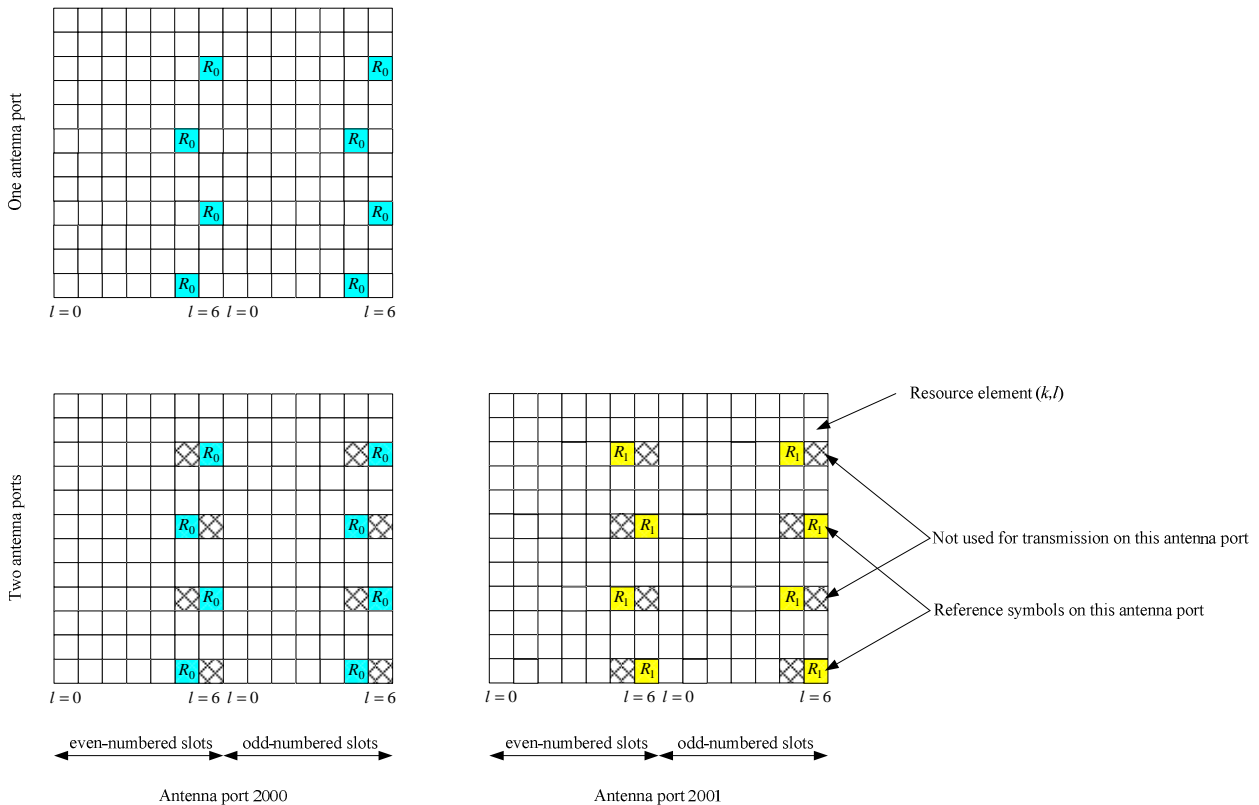 One antenna port
R0 R0
R0 R0
R0 R0
R0 R0
l = 0 l = 6 l = 0 l = 6
Two antenna ports
R0 R0 R1 R1
R0 R0 R1 R1
R0 R0 R1 R1
R0 R0 R1 R1
l = 0 l = 6 l = 0 l = 6 l = 0 l = 6 l = 0 l = 6
Resource element (k,l)
Not used for transmission on this antenna port
Reference symbols on this antenna port
even-numbered slots odd-numbered slots even-numbered slots odd-numbered slots
Antenna port 2000 Antenna port 2001